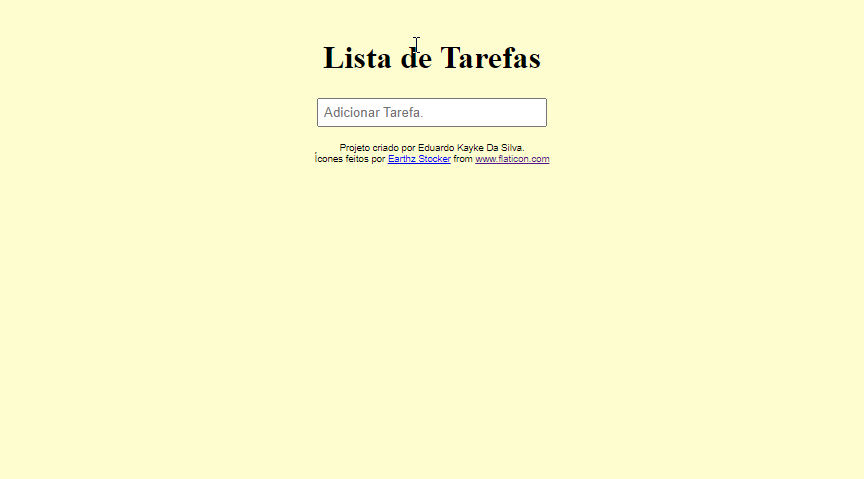 Lista de Tarefas
Adicionar Tarefa.
Projeto criado por Eduardo Kayke Da Silva.
Ícones feitos por Earthz Stocker from www.flaticon.com